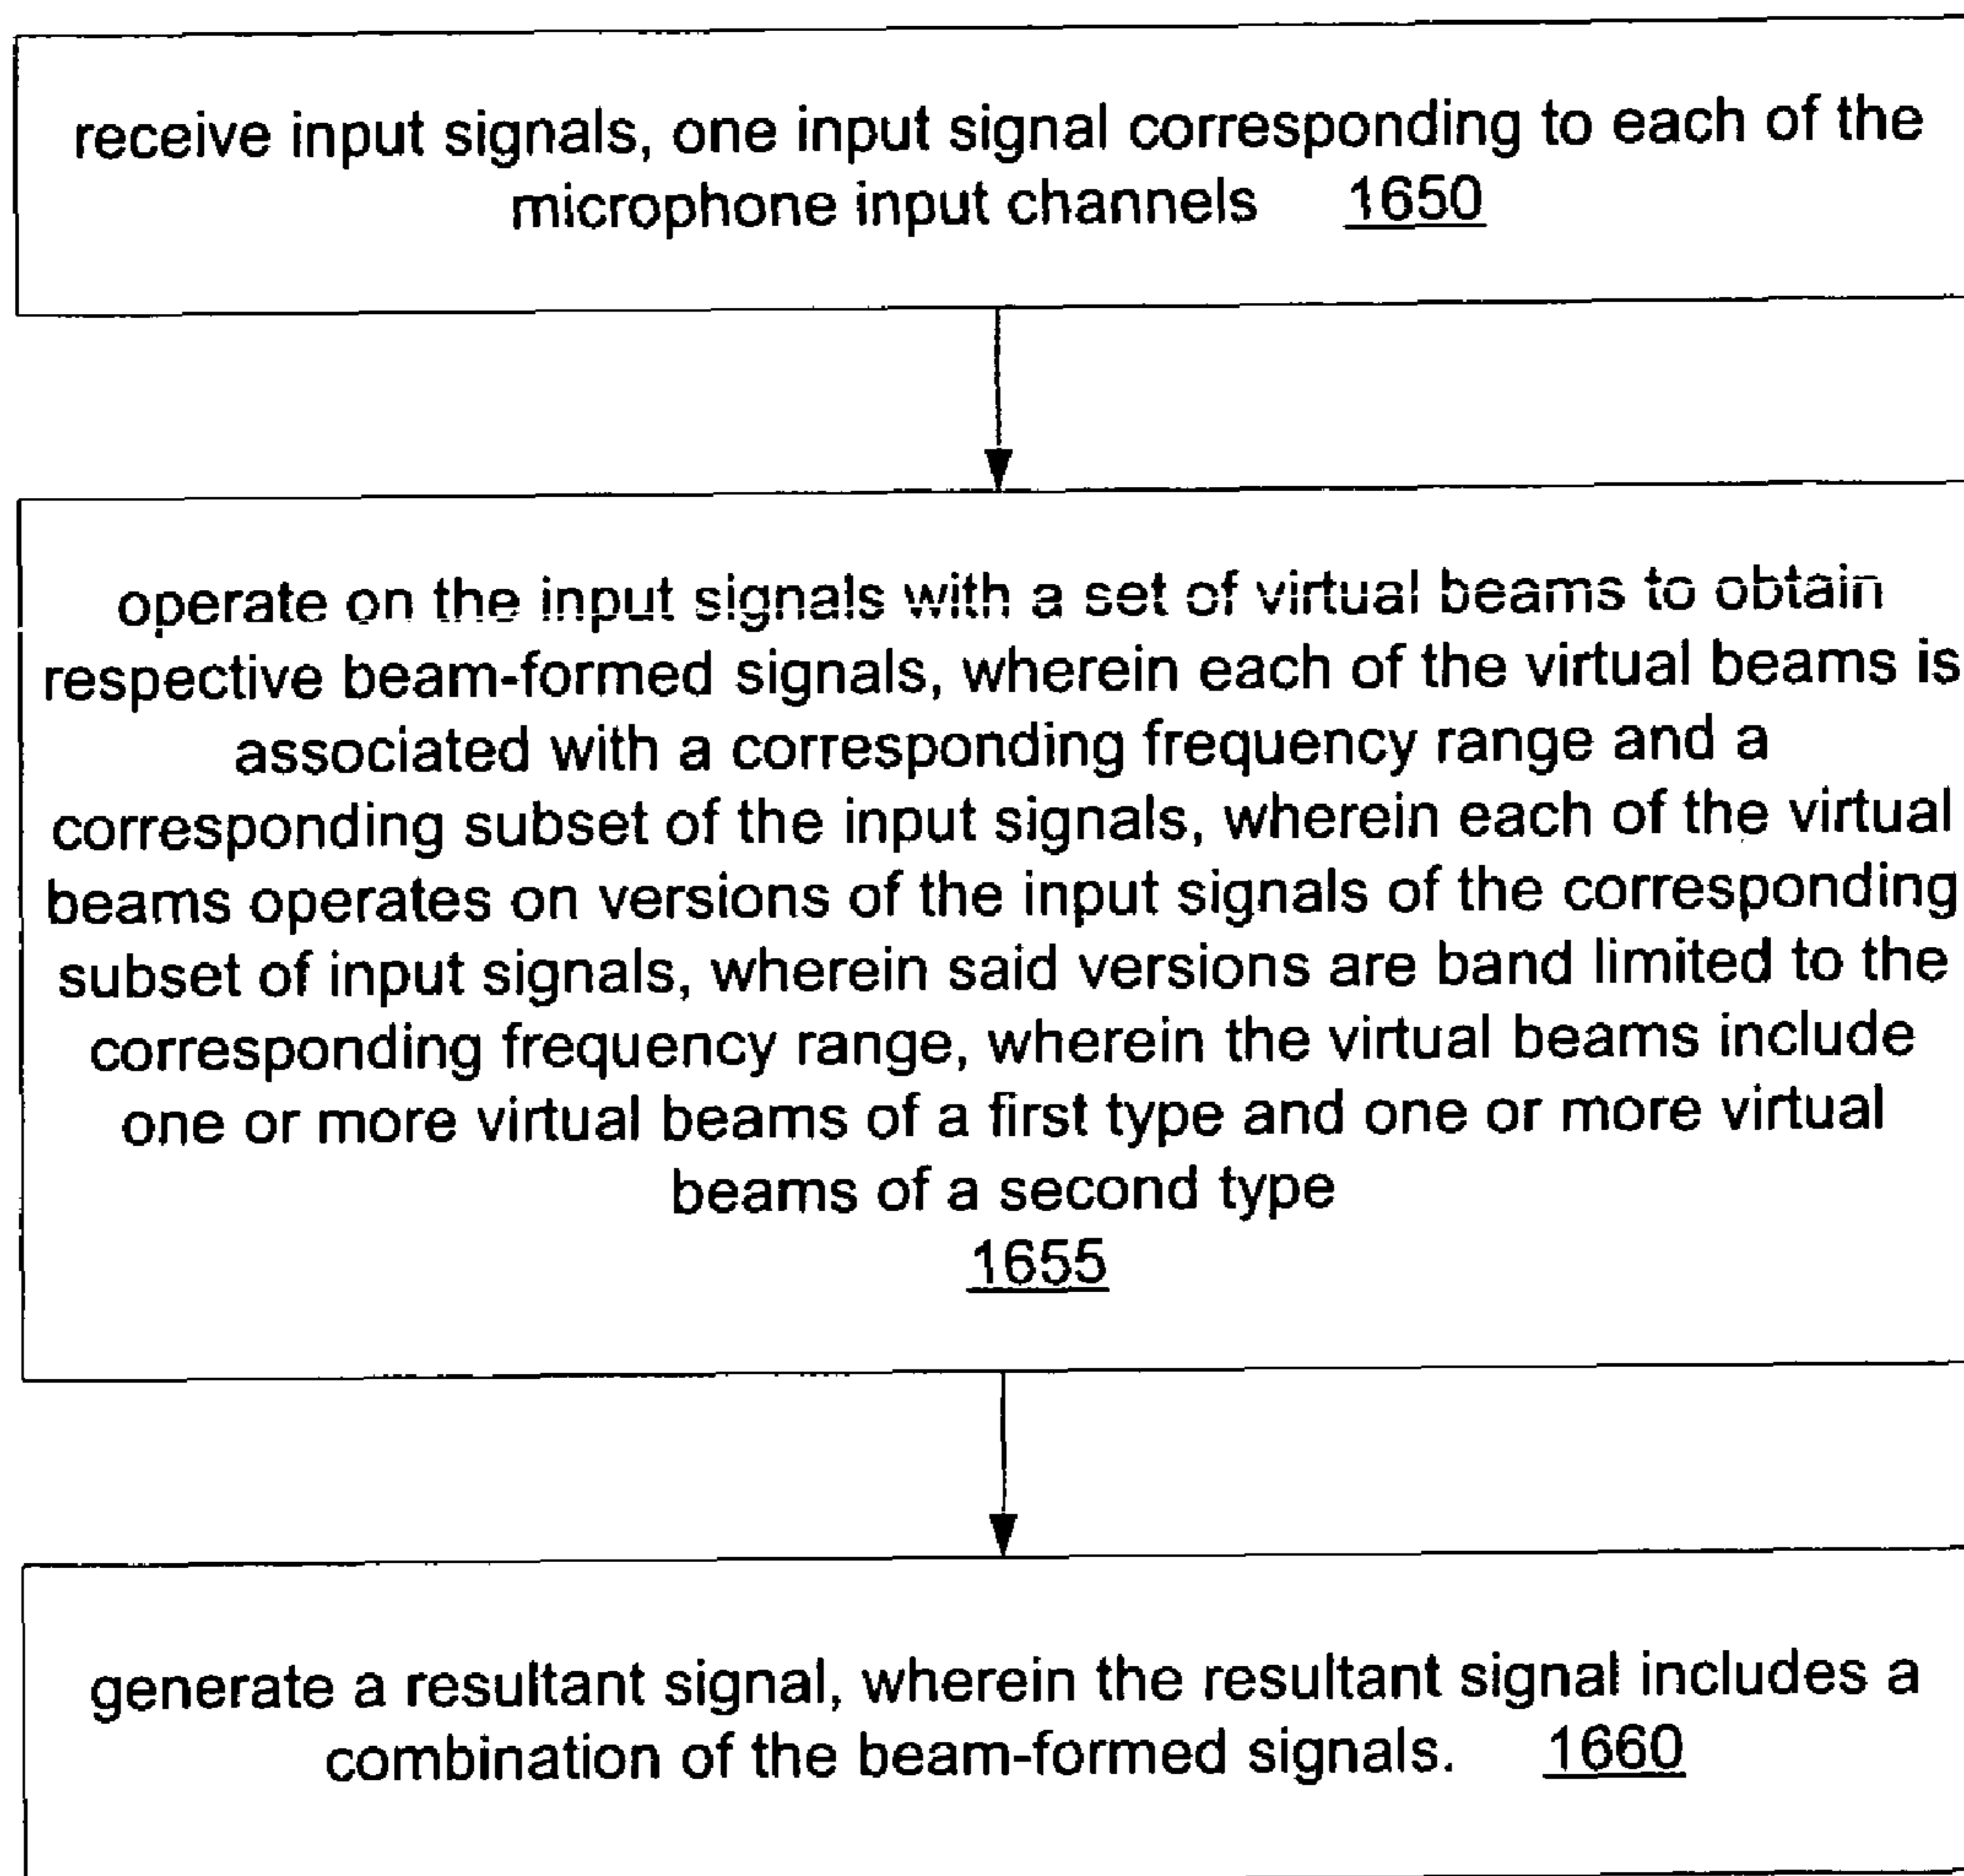 receive input signals, one input signal corresponding to each of the
microphone input channels 1650
operate on the input signals with a set of virtual beams to obtain
respective beam-formed signals, wherein each of the virtual beams is
associated with a corresponding frequency range and a
corresponding subset of the input signals, wherein each of the virtual
beams operates on versions of the input signals of the corresponding
subset of input signals, wherein said versions are band limited to the
corresponding frequency range, wherein the virtual beams include
one or more virtual beams of a first type and one or more virtual
beams of a second type
1655
generate a resultant signal, wherein the resultant signal includes a
combination of the beam-formed signals. 1660